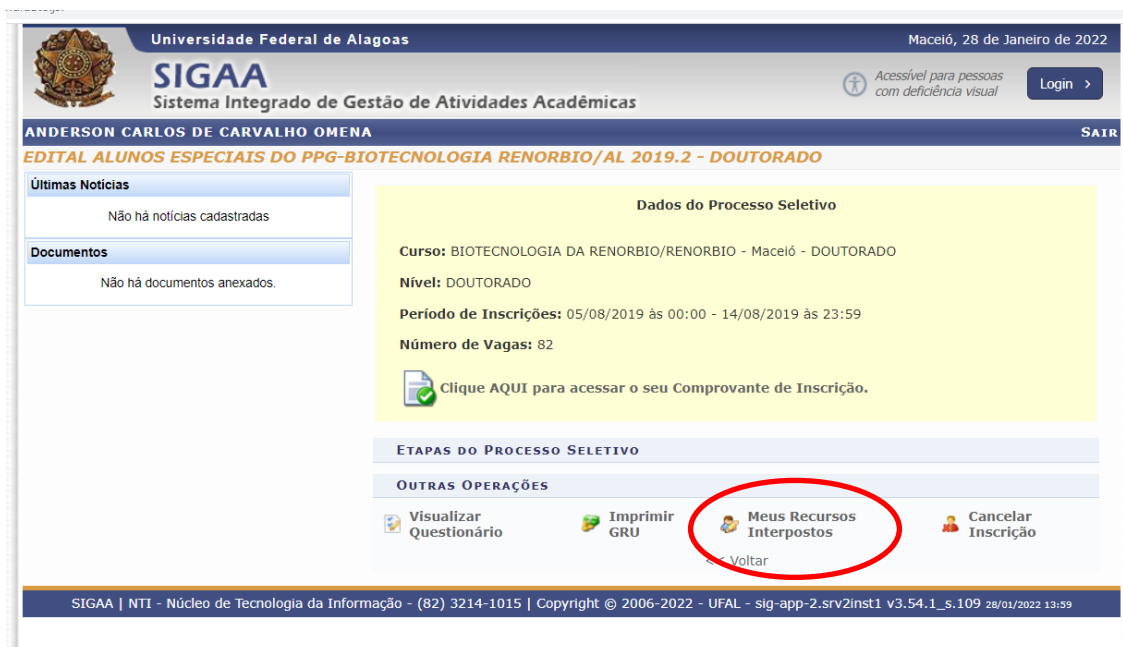 Universidade Federal de Alagoas
Maceió, 28 de Janeiro de 2022
SIGAA
Sistema Integrado de Gestão de Atividades Acadêmicas
Acessível para pessoas
com deficiência visual
Login >
ANDERSON CARLOS DE CARVALHO OMENA
SAIR
EDITAL ALUNOS ESPECIAIS DO PPG-BIOTECNOLOGIA RENORBIO/AL 2019.2 - DOUTORADO
Últimas Notícias
Não há notícias cadastradas
Documentos
Não há documentos anexados.
Dados do Processo Seletivo
Curso: BIOTECNOLOGIA DA RENORBIO/RENORBIO - Maceió - DOUTORADO
Nível: DOUTORADO
Período de Inscrições: 05/08/2019 às 00:00 - 14/08/2019 às 23:59
Número de Vagas: 82
Clique AQUI para acessar o seu Comprovante de Inscrição.
ETAPAS DO PROCESSO SELETIVO
OUTRAS OPERAÇÕES
Visualizar
Questionário
Imprimir
GRU
Meus Recursos
Interpostos
Cancelar
Inscrição
<< Voltar
SIGAA | NTI - Núcleo de Tecnologia da Informação - (82) 3214-1015 | Copyright © 2006-2022 - UFAL - sig-app-2.srv2inst1 v3.54.1_s.109 28/01/2022 13:59